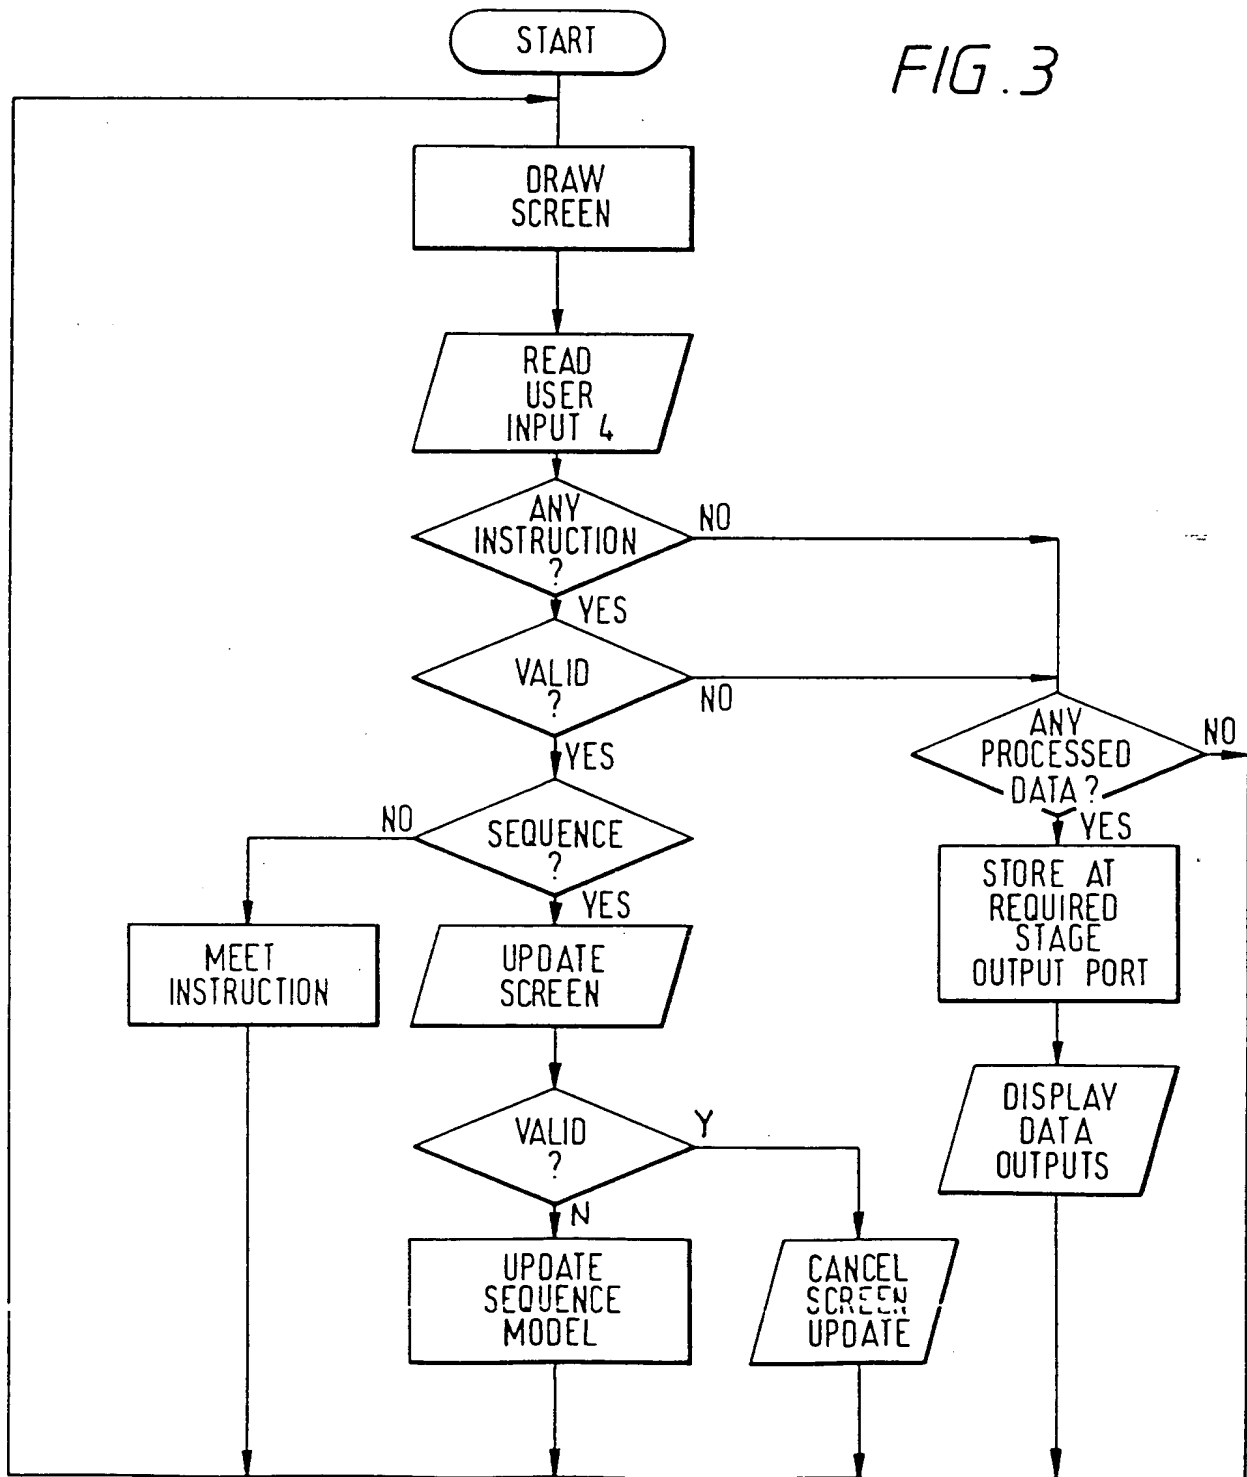 START
FIG. 3
DRAW
SCREEN
READ
USER
INPUT 4
ANY
INSTRUCTION
?
NO
YES
VALID
?
NO
YES
ANY
PROCESSED
DATA?
NO
YES
SEQUENCE
?
NO
YES
STORE AT
REQUIRED
STAGE
OUTPUT PORT
MEET
INSTRUCTION
UPDATE
SCREEN
DISPLAY
DATA
OUTPUTS
VALID
?
Y
N
UPDATE
SEQUENCE
MODEL
CANCEL
SCREEN
UPDATE